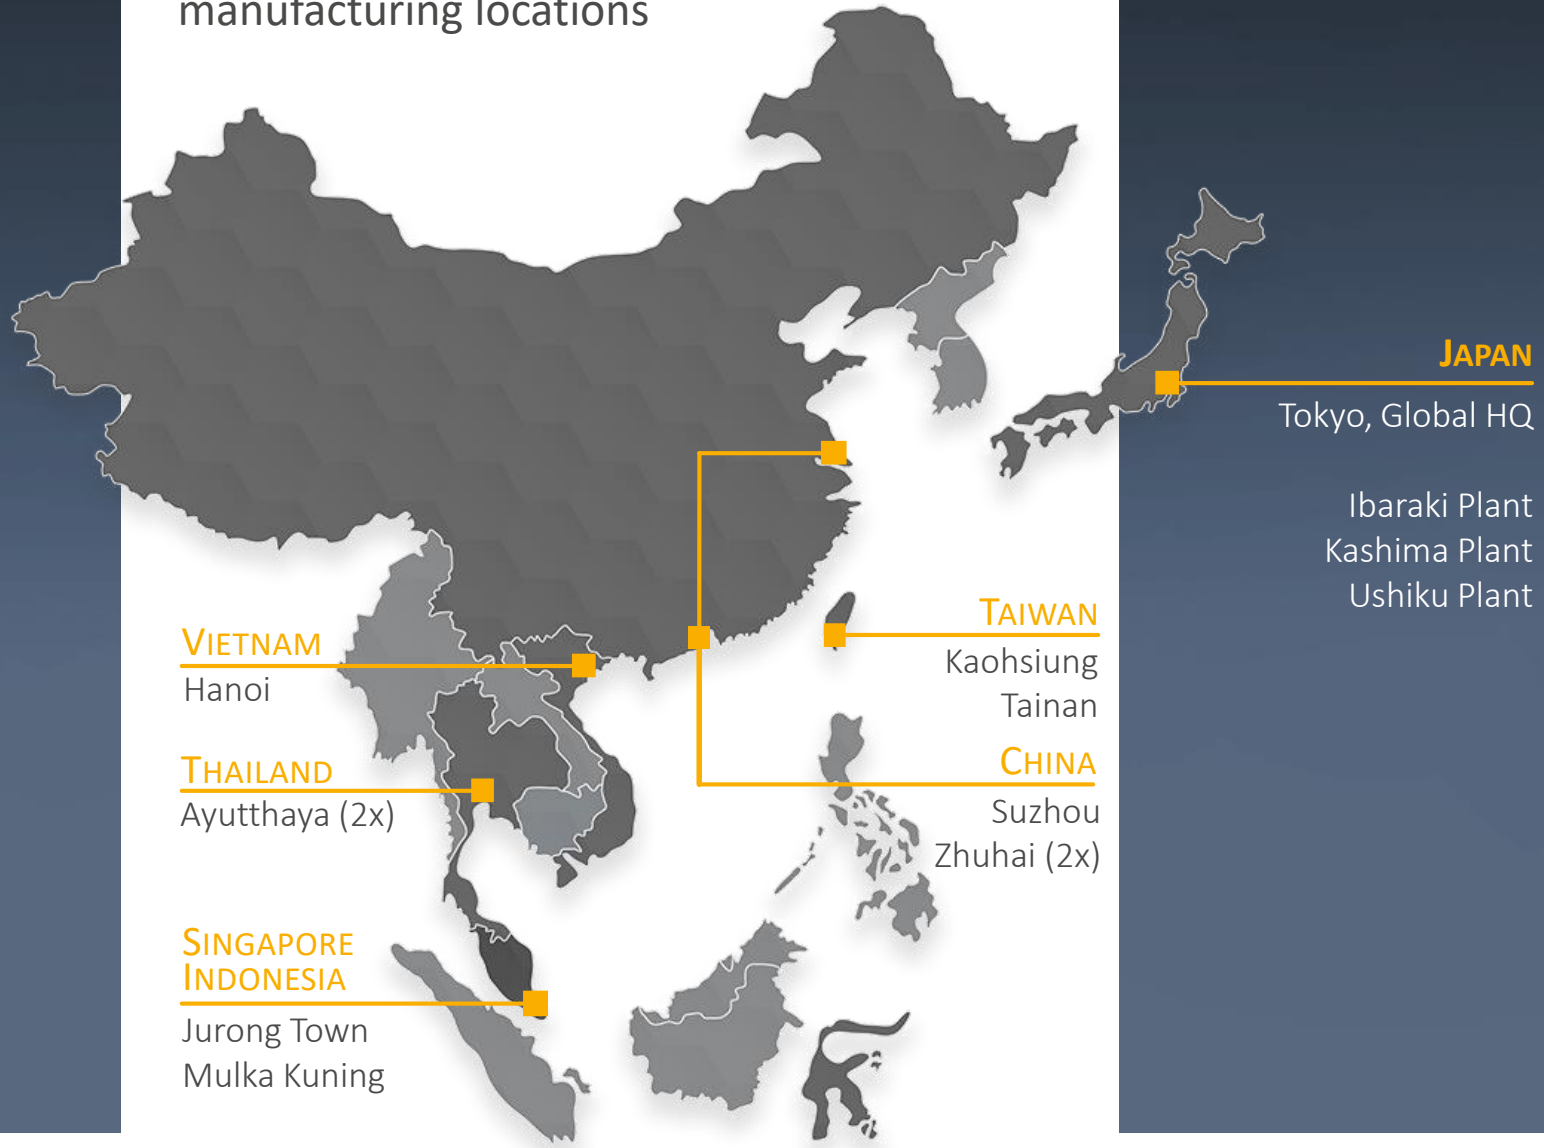 manufacturing locations
JAPAN
Tokyo, Global HQ
Ibaraki Plant
Kashima Plant
Ushiku Plant
VIETNAM
Hanoi
TAIWAN
Kaohsiung
Tainan
THAILAND
Ayutthaya (2x)
CHINA
Suzhou
Zhuhai (2x)
SINGAPORE
INDONESIA
Jurong Town
Mulka Kuning